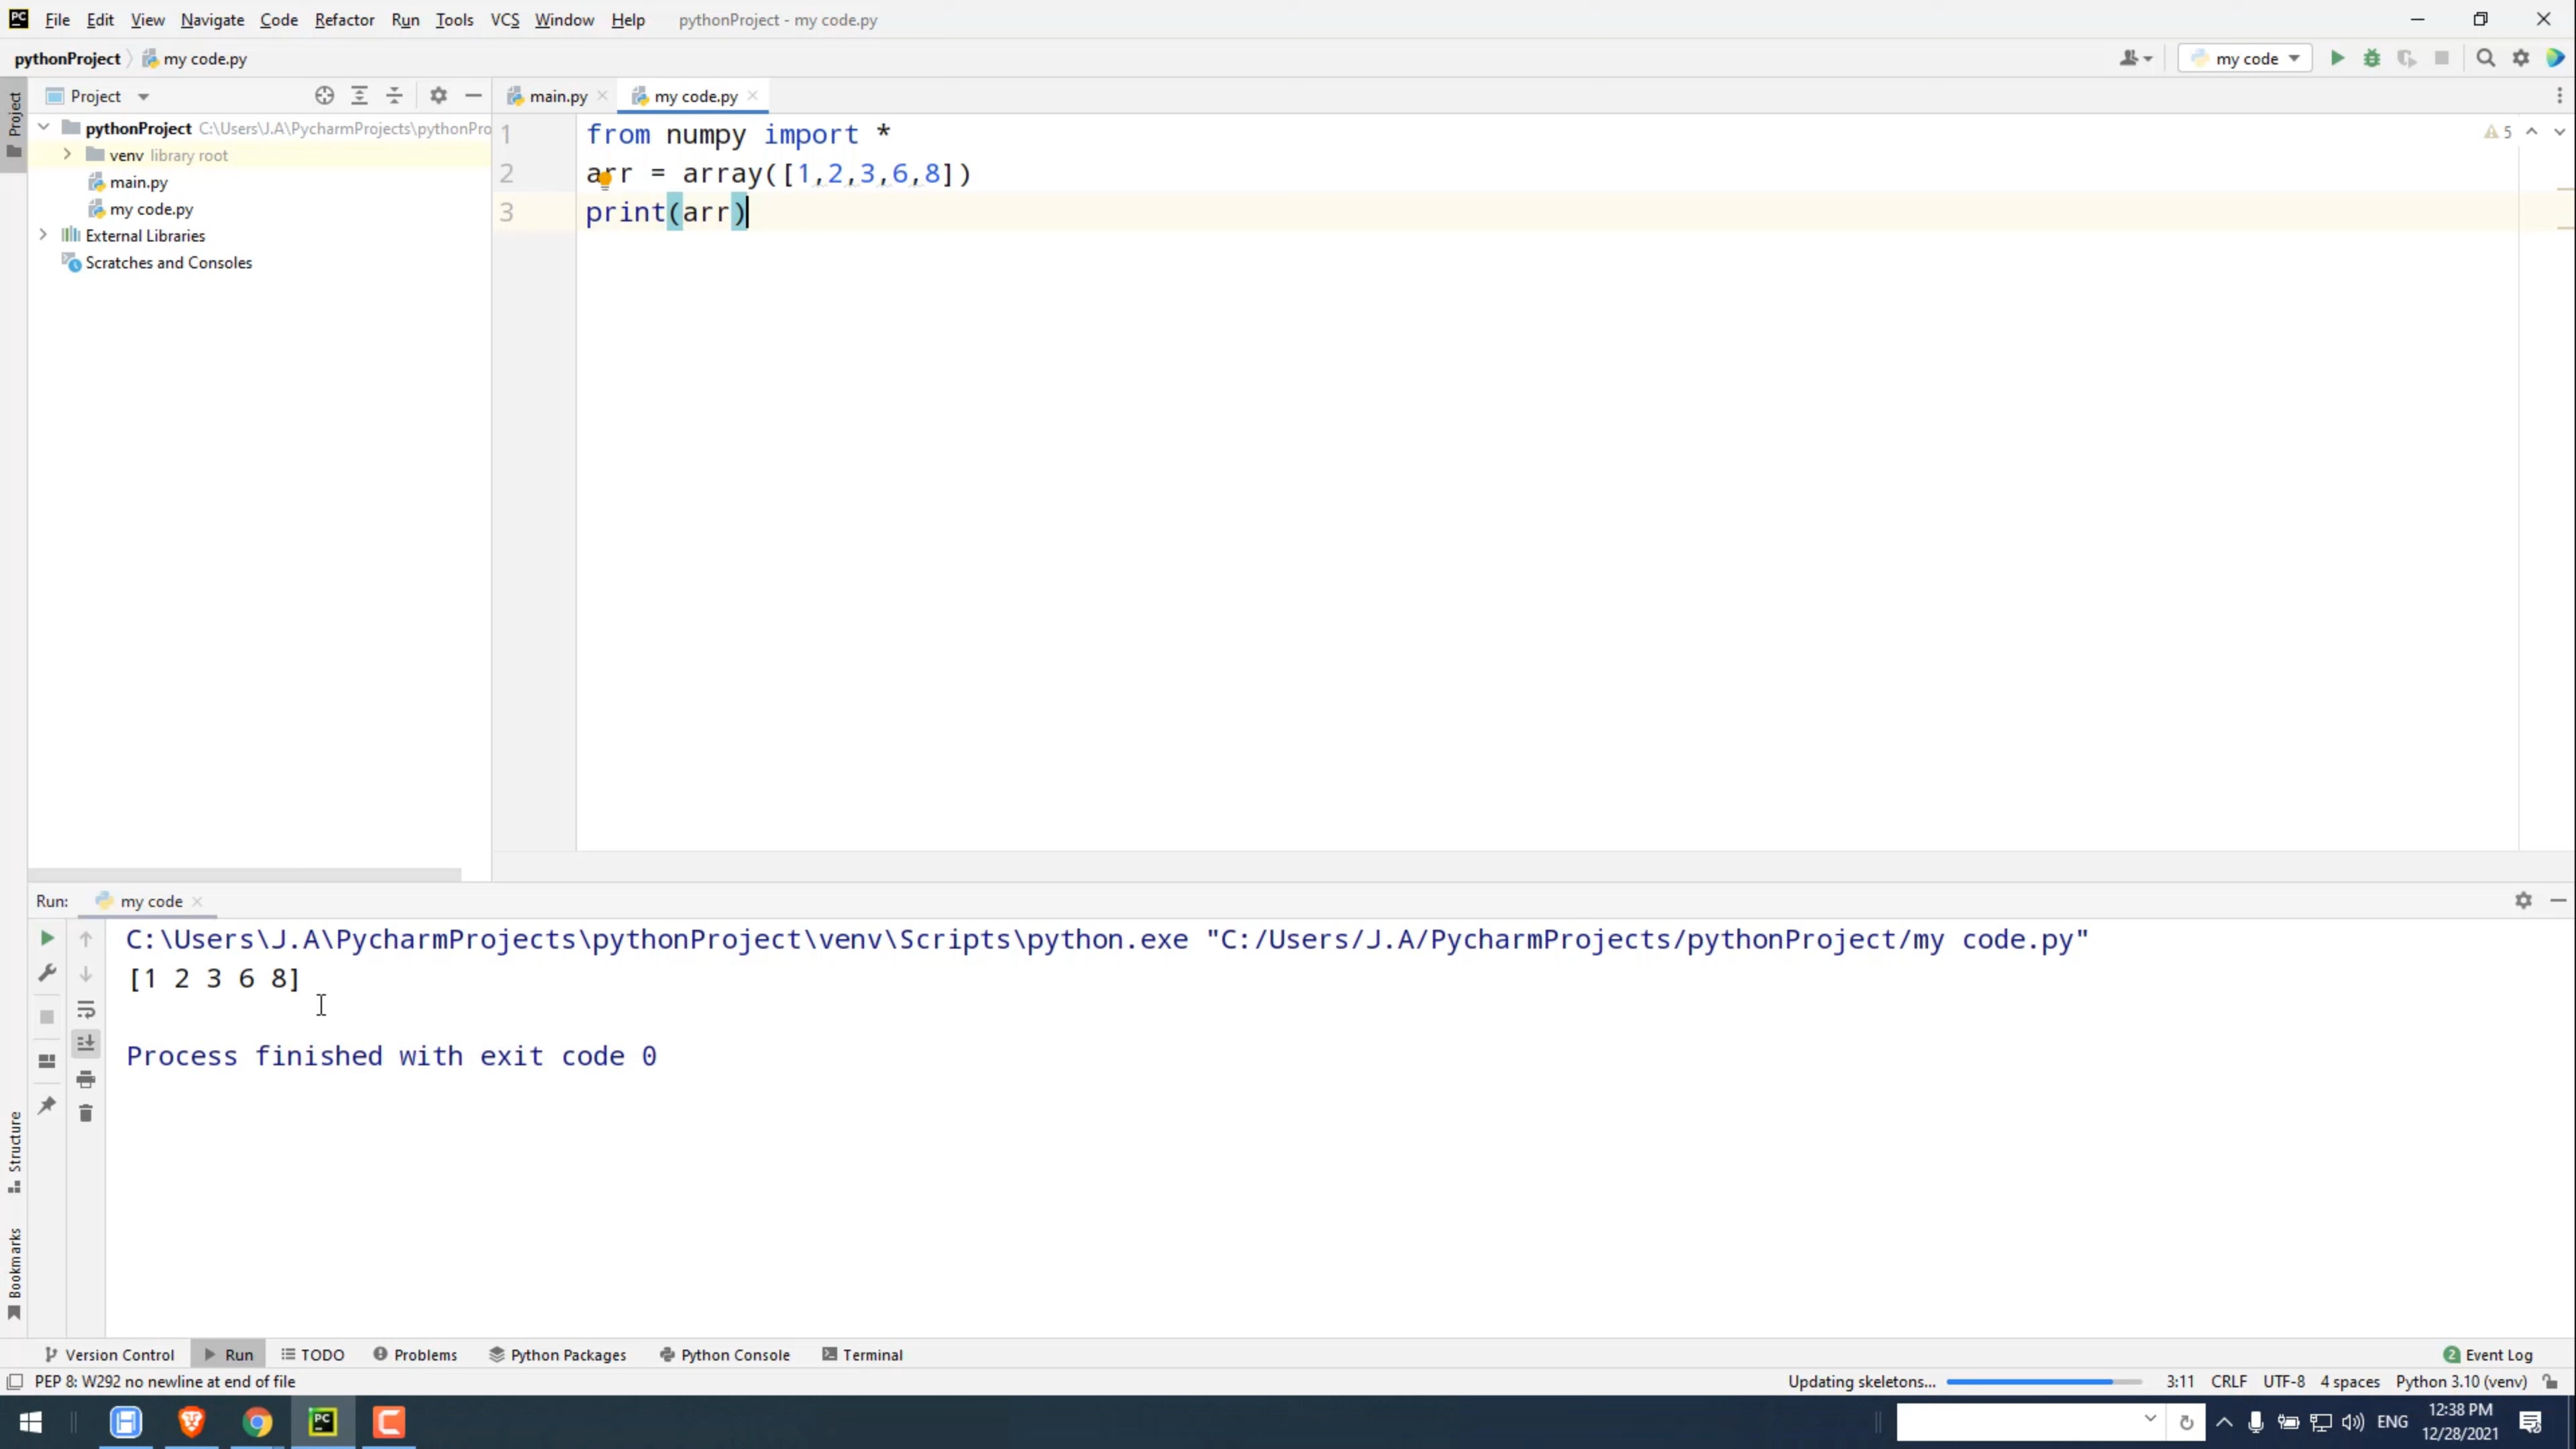 PC File Edit View Navigate Code Refactor Run Tools VCS Window Help pythonProject - my code.py
pythonProject my code.py my code
Project main.py my code.py
Project
pythonProject C:\Users\J.A\PycharmProjects\pythonPro
venv library root
main.py
my code.py
External Libraries
Scratches and Consoles
1 from numpy import *
2 arr = array([1,2,3,6,8])
3 print(arr)
5
Run: my code
C:\Users\J.A\PycharmProjects\pythonProject\venv\Scripts\python.exe "C:/Users/J.A/PycharmProjects/pythonProject/my code.py"
[1 2 3 6 8]
Process finished with exit code 0
Structure
Bookmarks
Version Control Run TODO Problems Python Packages Python Console Terminal 2 Event Log
PEP 8: W292 no newline at end of file Updating skeletons... 3:11 CRLF UTF-8 4 spaces Python 3.10 (venv)
PC ENG 12:38 PM
12/28/2021